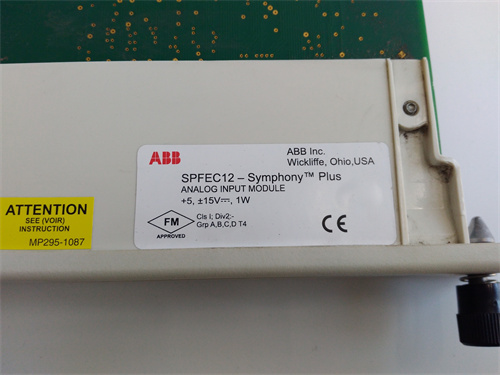 ABB
ABB Inc.
Wickliffe, Ohio,USA
SPFEC12 – Symphony™ Plus
ANALOG INPUT MODULE
+5, ±15V⎓, 1W
FM
APPROVED
Cls I; Div2:-
Grp A,B,C,D T4
CE
ATTENTION
SEE (VOIR)
INSTRUCTION
MP295-1087